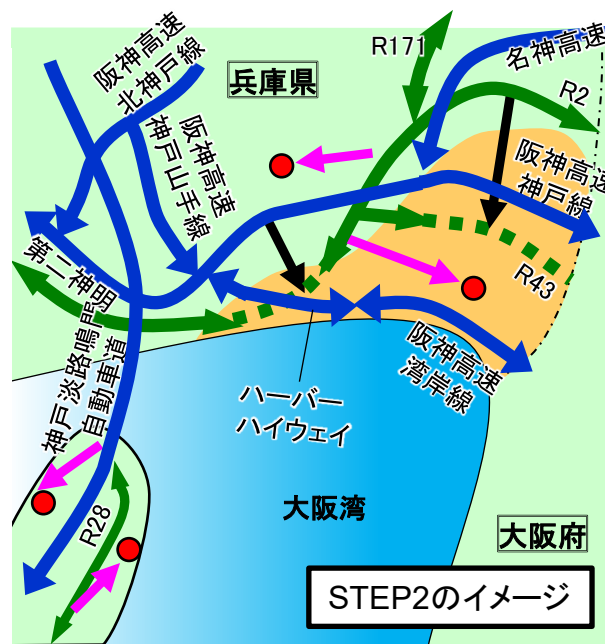 阪神高速
北神戸線
兵庫県
R171
名神高速
R2
阪神高速
神戸山手線
阪神高速
神戸線
第二神明
R43
神戸淡路鳴門
自動車道
阪神高速
湾岸線
ハーバー
ハイウェイ
R28
大阪湾
大阪府
STEP2のイメージ